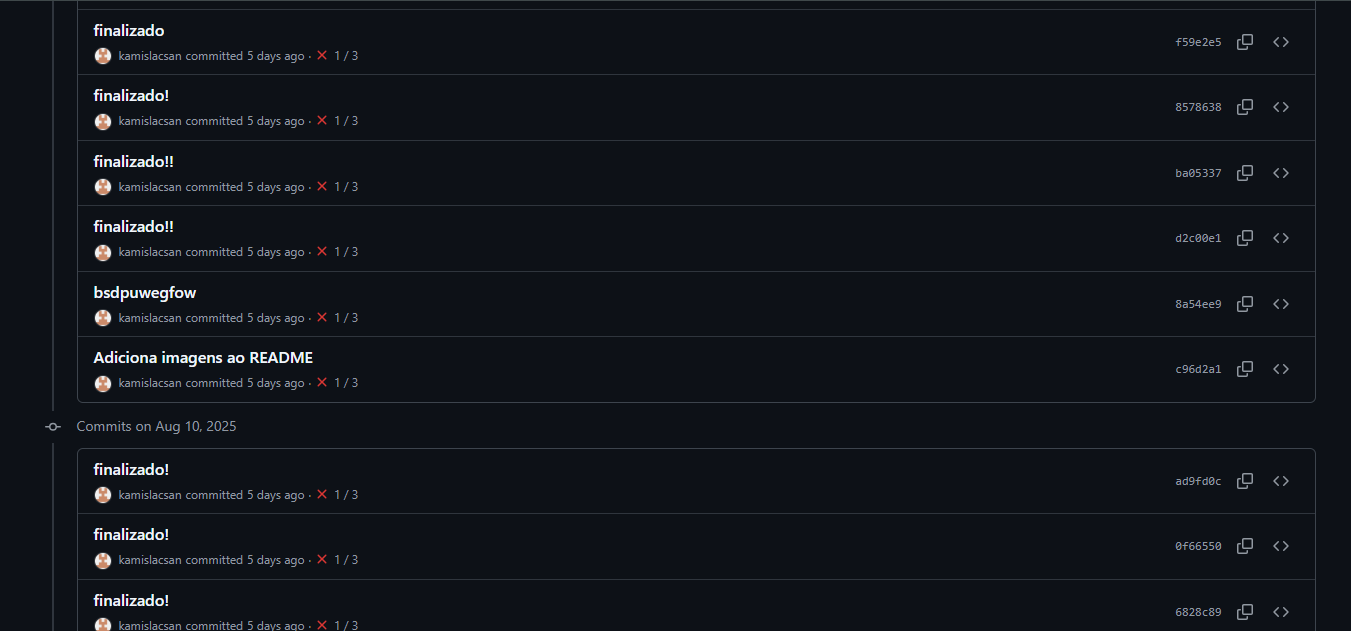 finalizado
kamislacsan committed 5 days ago · 1 / 3
f59e2e5
finalizado!
kamislacsan committed 5 days ago · 1 / 3
8578638
finalizado!!
kamislacsan committed 5 days ago · 1 / 3
ba05337
finalizado!!
kamislacsan committed 5 days ago · 1 / 3
d2c00e1
bsdpuwegfow
kamislacsan committed 5 days ago · 1 / 3
8a54ee9
Adiciona imagens ao README
kamislacsan committed 5 days ago · 1 / 3
c96d2a1
Commits on Aug 10, 2025
finalizado!
kamislacsan committed 5 days ago · 1 / 3
ad9fd0c
finalizado!
kamislacsan committed 5 days ago · 1 / 3
0f66550
finalizado!
kamislacsan committed 5 days ago · 1 / 3
6828c89